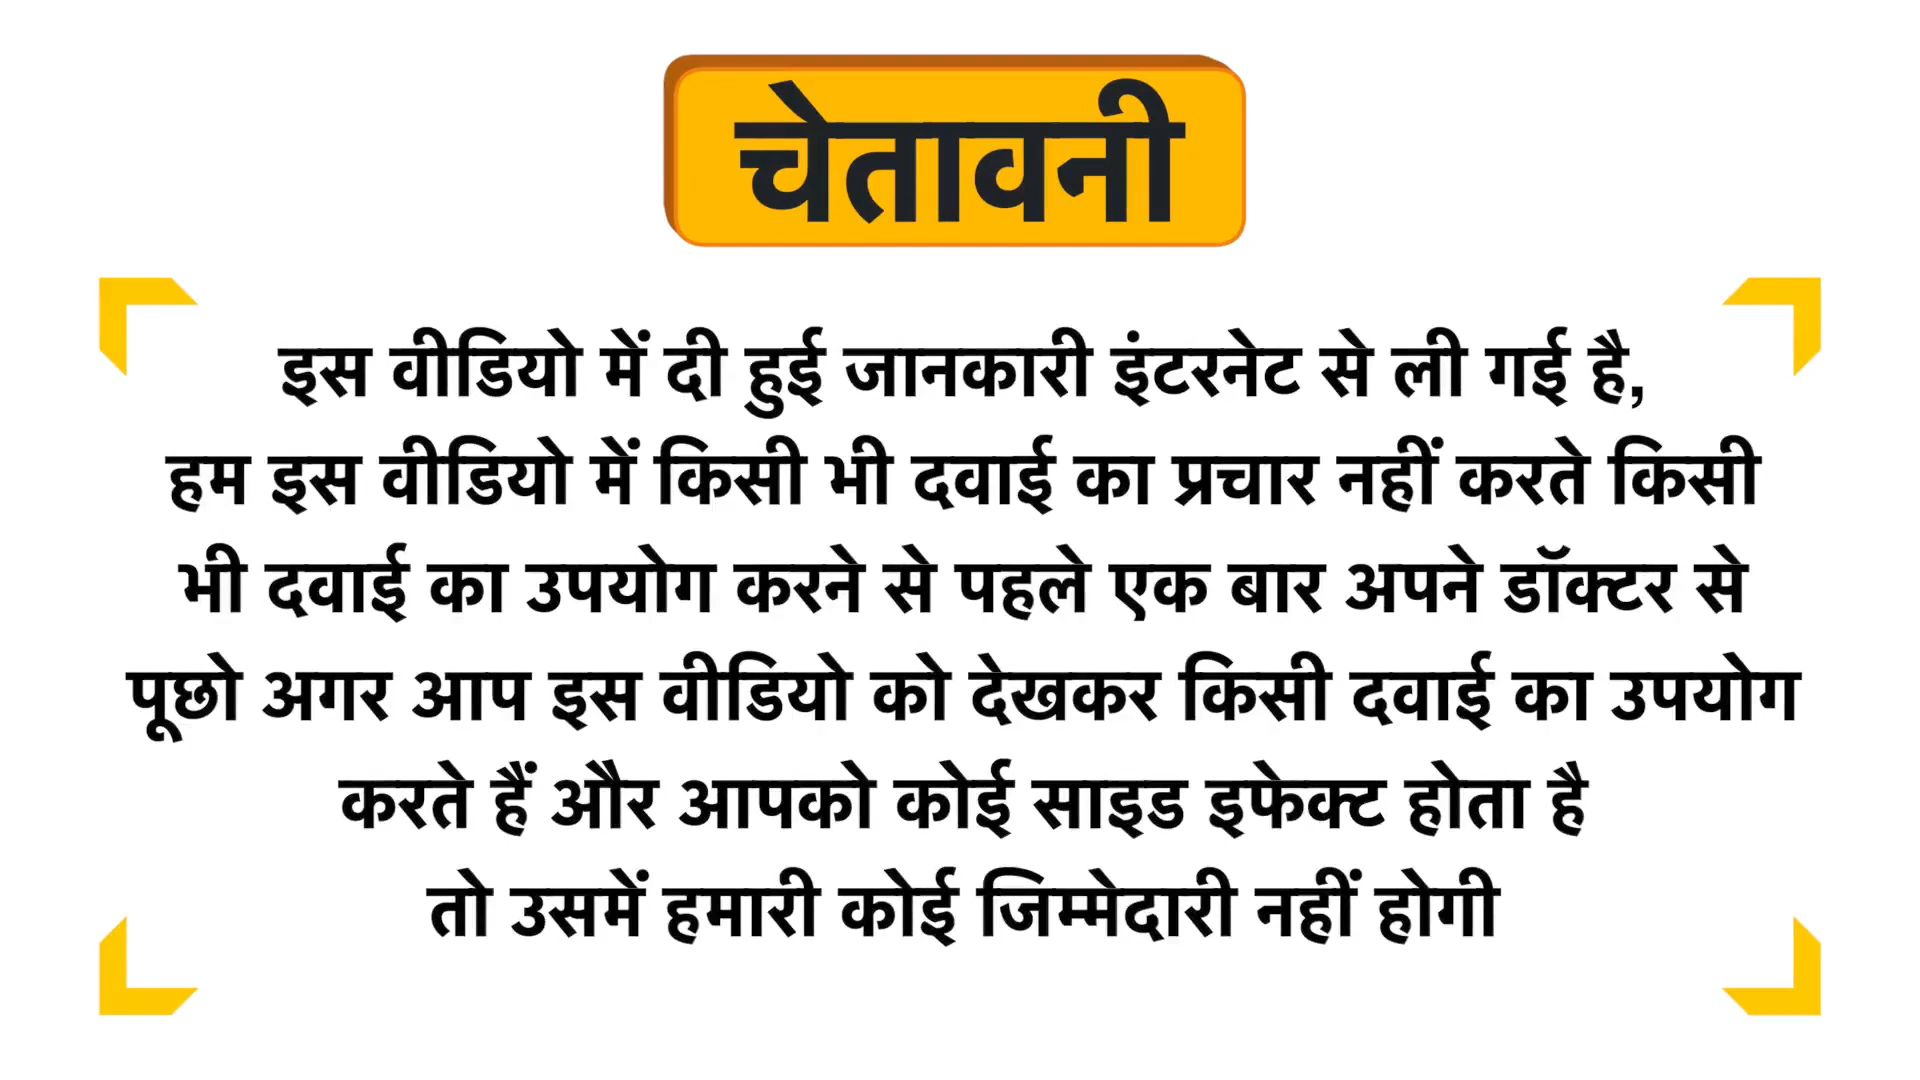 चेतावनी
इस वीडियो में दी हुई जानकारी इंटरनेट से ली गई है,
हम इस वीडियो में किसी भी दवाई का प्रचार नहीं करते किसी
भी दवाई का उपयोग करने से पहले एक बार अपने डॉक्टर से
पूछो अगर आप इस वीडियो को देखकर किसी दवाई का उपयोग
करते हैं और आपको कोई साइड इफेक्ट होता है
तो उसमें हमारी कोई जिम्मेदारी नहीं होगी